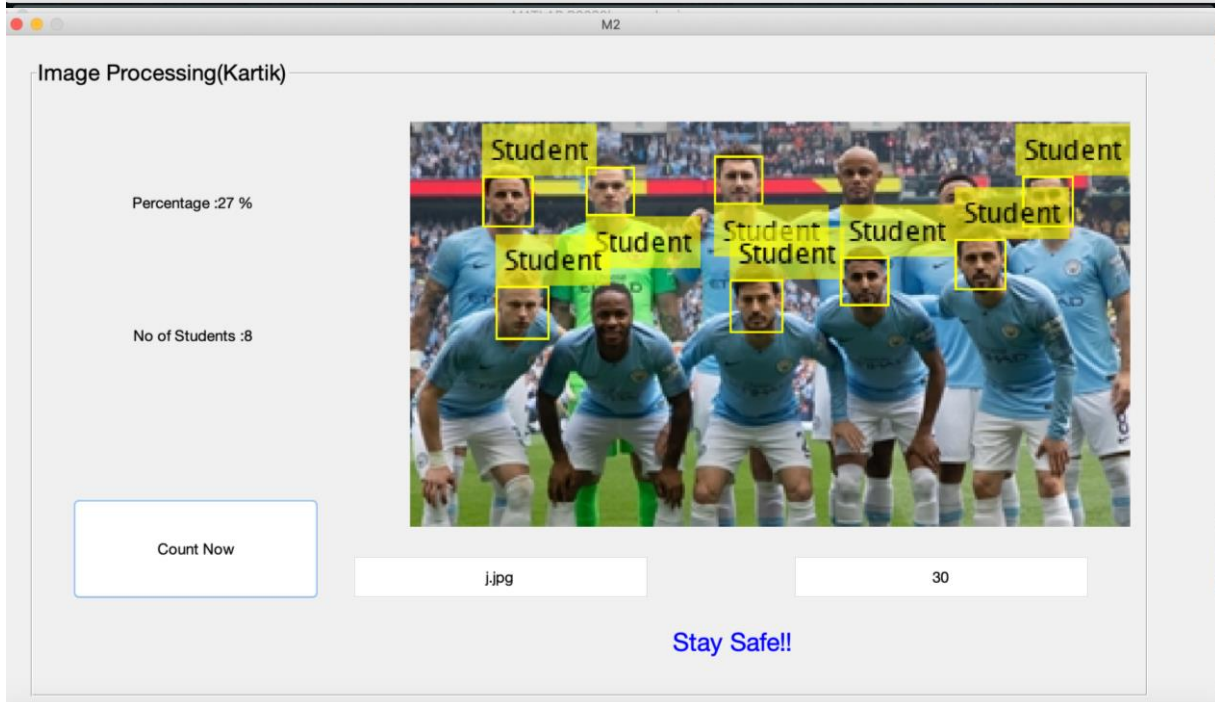 M2
Image Processing(Kartik)
Percentage :27 %
No of Students :8
Student
Student
Student
Student
Student
Student
Student
Student
Count Now
j.jpg
30
Stay Safe!!